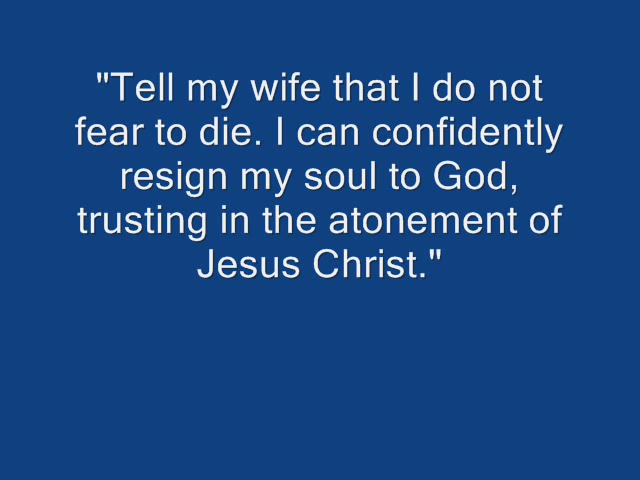 "Tell my wife that I do not
fear to die. I can confidently
resign my soul to God,
trusting in the atonement of
Jesus Christ."